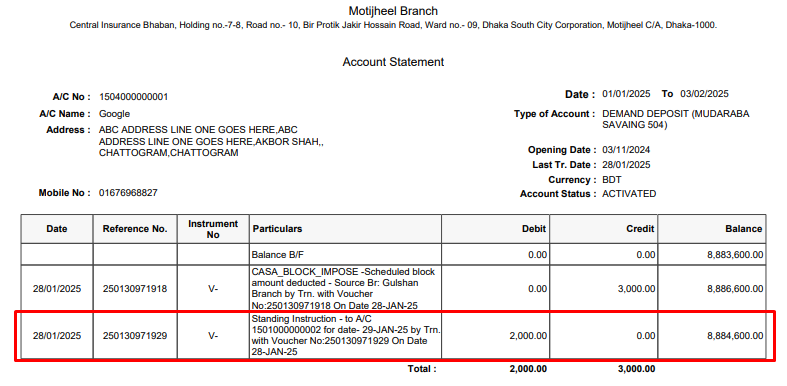 Motijheel Branch
Central Insurance Bhaban, Holding no.-7-8, Road no.- 10, Bir Protik Jakir Hossain Road, Ward no.- 09, Dhaka South City Corporation, Motijheel C/A, Dhaka-1000.
Account Statement
A/C No : 1504000000001
A/C Name : Google
Address : ABC ADDRESS LINE ONE GOES HERE,ABC
ADDRESS LINE ONE GOES HERE,AKBOR SHAH,,
CHATTOGRAM,CHATTOGRAM
Mobile No : 01676968827
Date : 01/01/2025 To 03/02/2025
Type of Account : DEMAND DEPOSIT (MUDARABA
SAVAING 504)
Opening Date : 03/11/2024
Last Tr. Date : 28/01/2025
Currency : BDT
Account Status : ACTIVATED
Date Reference No. Instrument No Particulars Debit Credit Balance
Balance B/F 0.00 0.00 8,883,600.00
28/01/2025 250130971918 V- CASA_BLOCK_IMPOSE -Scheduled block
amount deducted - Source Br: Gulshan
Branch by Trn. with Voucher
No:250130971918 On Date 28-JAN-25 0.00 3,000.00 8,886,600.00
28/01/2025 250130971929 V- Standing Instruction - to A/C
1501000000002 for date- 29-JAN-25 by Trn.
with Voucher No:250130971929 On Date
28-JAN-25 2,000.00 0.00 8,884,600.00
Total : 2,000.00 3,000.00